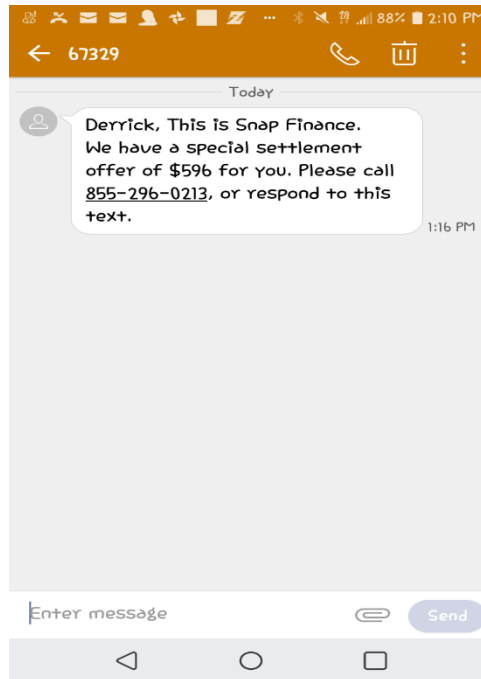 88% 2:10 PM
67329
Today
Derrick, This is Snap Finance.
We have a special settlement
offer of $596 for you. Please call
855-296-0213, or respond to this
text.
1:16 PM
Enter message
Send